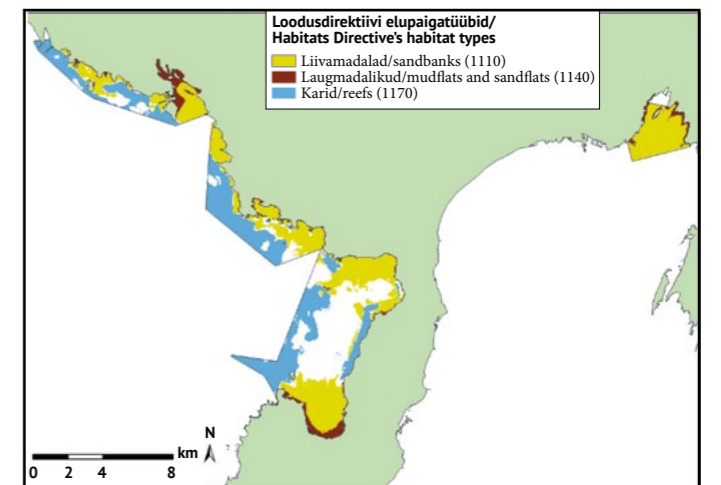 Loodusdirektiivi elupaigatüübid/
Habitats Directive's habitat types
Liivamadalad/sandbanks (1110)
Laugmadalikud/mudflats and sandflats (1140)
Karid/reefs (1170)
N
km
0 2 4 8